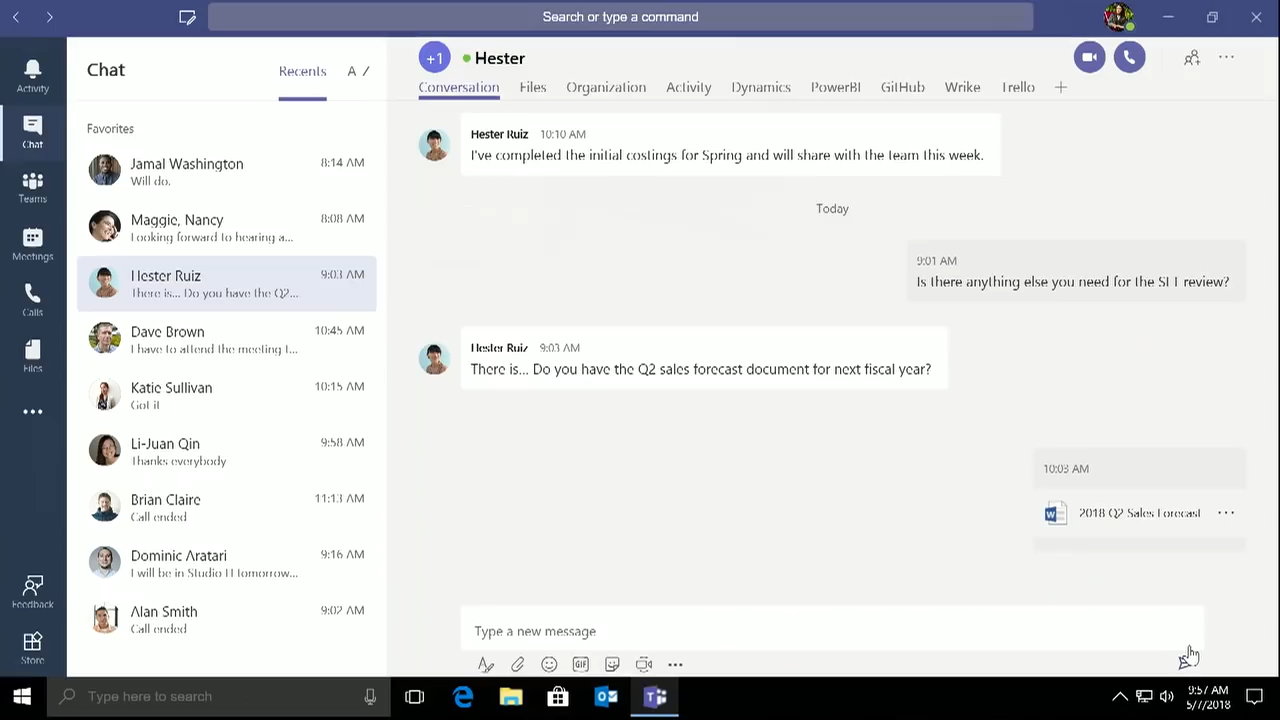 Search or type a command
Activity
Chat
Teams
Meetings
Calls
Files
Feedback
Store
Chat
Recents
Favorites
Jamal Washington 8:14 AM
Will do.
Maggie, Nancy 8:08 AM
Looking forward to hearing a...
Hester Ruiz 9:03 AM
There is... Do you have the Q2...
Dave Brown 10:45 AM
I have to attend the meeting t...
Katie Sullivan 10:15 AM
Got it
Li-Juan Qin 9:58 AM
Thanks everybody
Brian Claire 11:13 AM
Call ended
Dominic Aratari 9:16 AM
I will be in Studio H tomorrow...
Alan Smith 9:02 AM
Call ended
+1 Hester
Conversation Files Organization Activity Dynamics PowerBI GitHub Wrike Trello
Hester Ruiz 10:10 AM
I've completed the initial costings for Spring and will share with the team this week.
Today
9:01 AM
Is there anything else you need for the SLT review?
Hester Ruiz 9:03 AM
There is... Do you have the Q2 sales forecast document for next fiscal year?
10:03 AM
2018 Q2 Sales Forecast
Type a new message
GIF
Type here to search
9:57 AM
5/7/2018